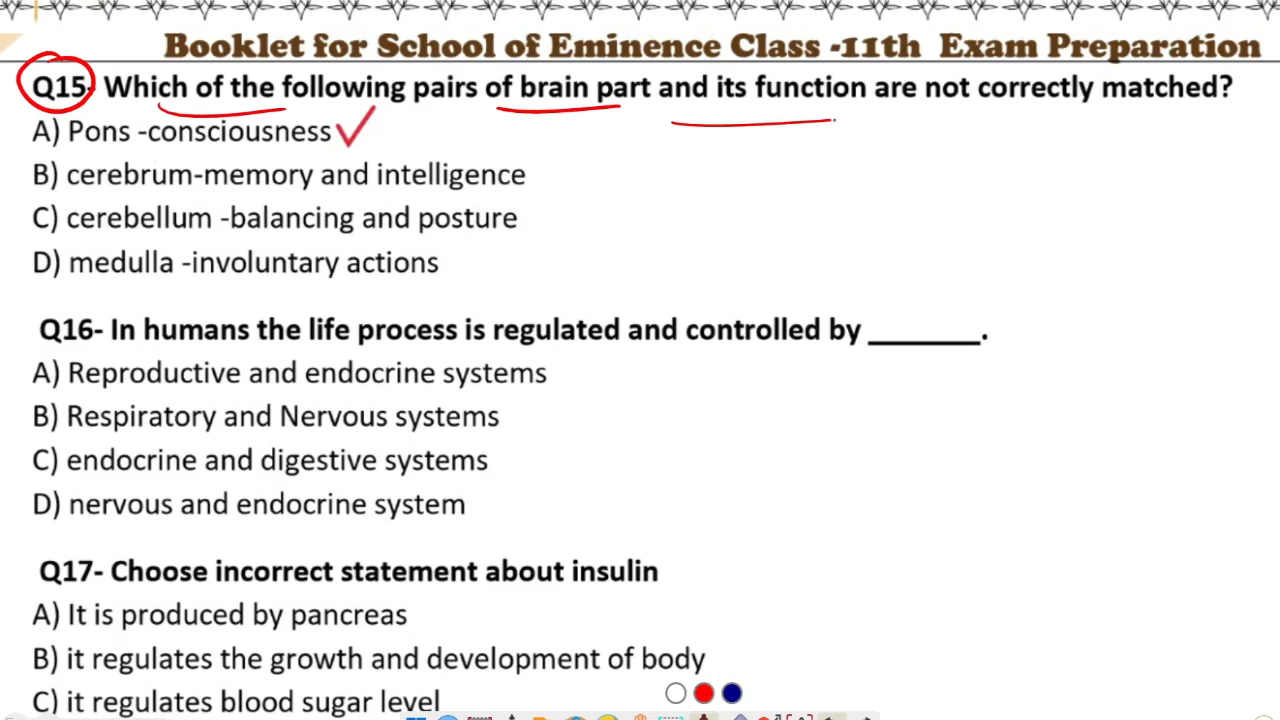 Booklet for School of Eminence Class -11th Exam Preparation
Q15- Which of the following pairs of brain part and its function are not correctly matched?
A) Pons -consciousness
B) cerebrum-memory and intelligence
C) cerebellum -balancing and posture
D) medulla -involuntary actions
Q16- In humans the life process is regulated and controlled by _______.
A) Reproductive and endocrine systems
B) Respiratory and Nervous systems
C) endocrine and digestive systems
D) nervous and endocrine system
Q17- Choose incorrect statement about insulin
A) It is produced by pancreas
B) it regulates the growth and development of body
C) it regulates blood sugar level